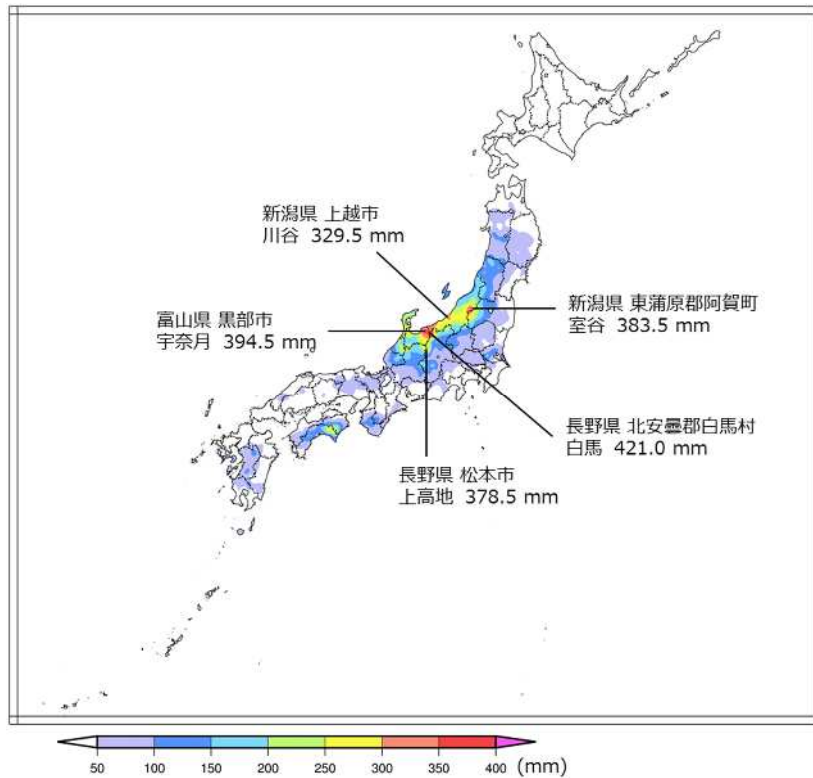 新潟県 上越市
川谷 329.5 mm
新潟県 東蒲原郡阿賀町
室谷 383.5 mm
富山県 黒部市
宇奈月 394.5 mm
長野県 北安曇郡白馬村
白馬 421.0 mm
長野県 松本市
上高地 378.5 mm
50 100 150 200 250 300 350 400 (mm)